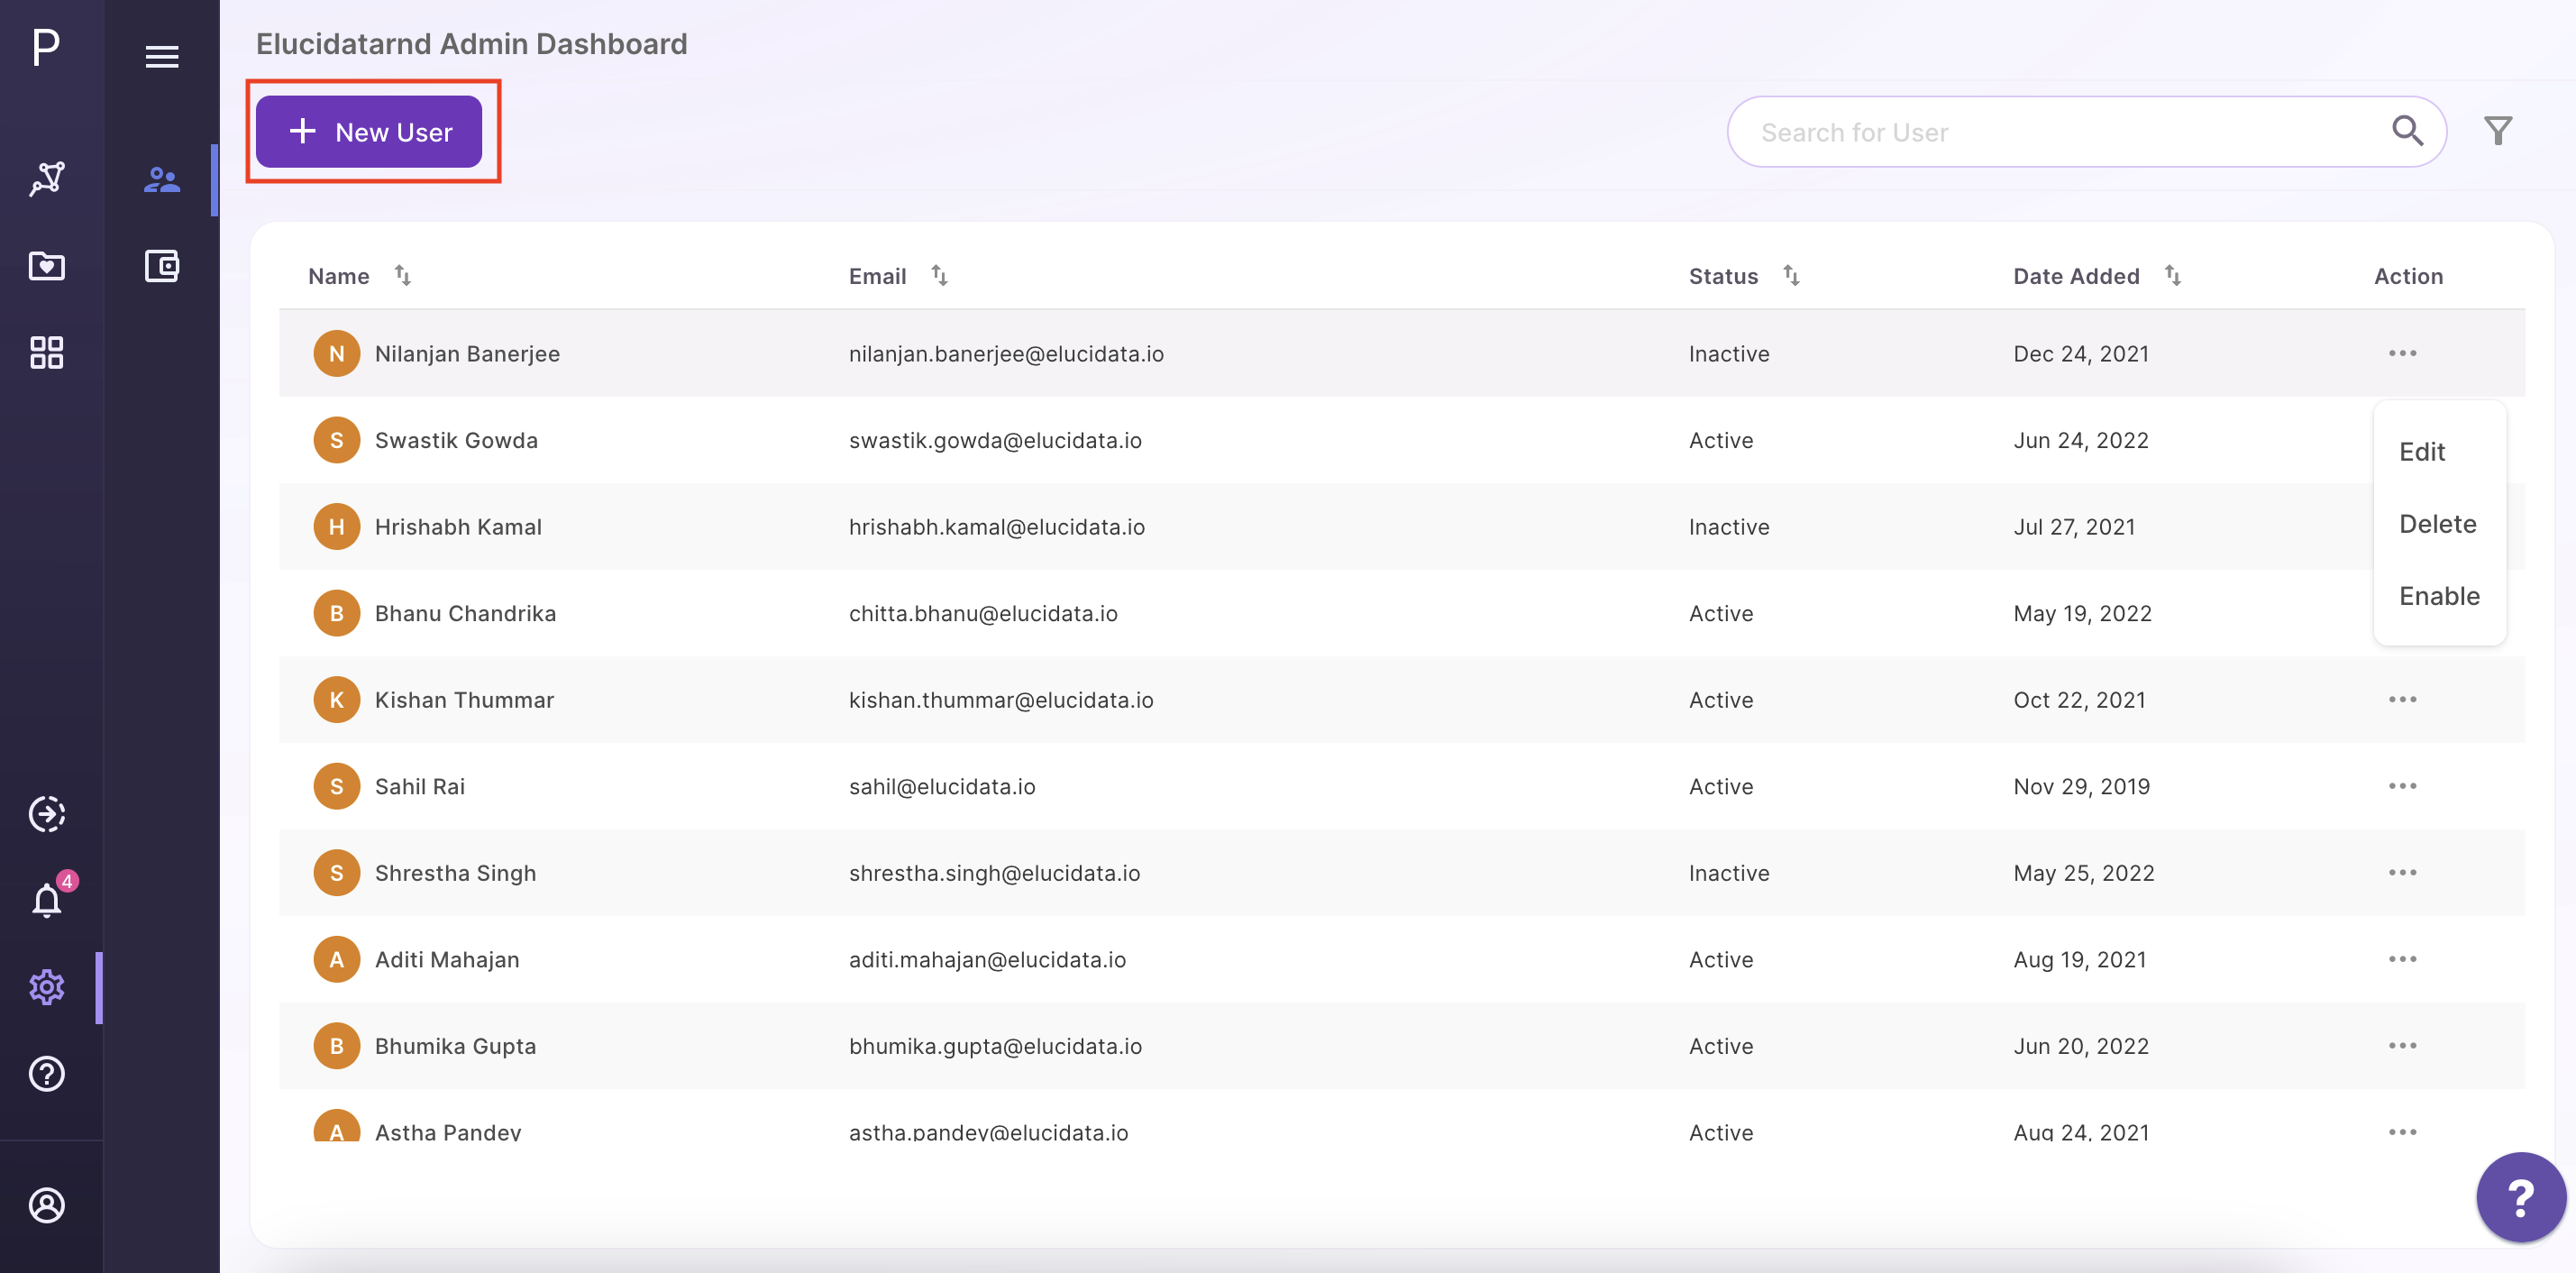 P
Elucidatarnd Admin Dashboard
+ New User
Search for User
Name Email Status Date Added Action
N Nilanjan Banerjee nilanjan.banerjee@elucidata.io Inactive Dec 24, 2021 •••
S Swastik Gowda swastik.gowda@elucidata.io Active Jun 24, 2022
Edit
H Hrishabh Kamal hrishabh.kamal@elucidata.io Inactive Jul 27, 2021
Delete
Enable
B Bhanu Chandrika chitta.bhanu@elucidata.io Active May 19, 2022
K Kishan Thummar kishan.thummar@elucidata.io Active Oct 22, 2021 •••
S Sahil Rai sahil@elucidata.io Active Nov 29, 2019 •••
S Shrestha Singh shrestha.singh@elucidata.io Inactive May 25, 2022 •••
4
A Aditi Mahajan aditi.mahajan@elucidata.io Active Aug 19, 2021 •••
B Bhumika Gupta bhumika.gupta@elucidata.io Active Jun 20, 2022 •••
?
A Astha Pandey astha.pandey@elucidata.io Active Aug 24, 2021 •••
?